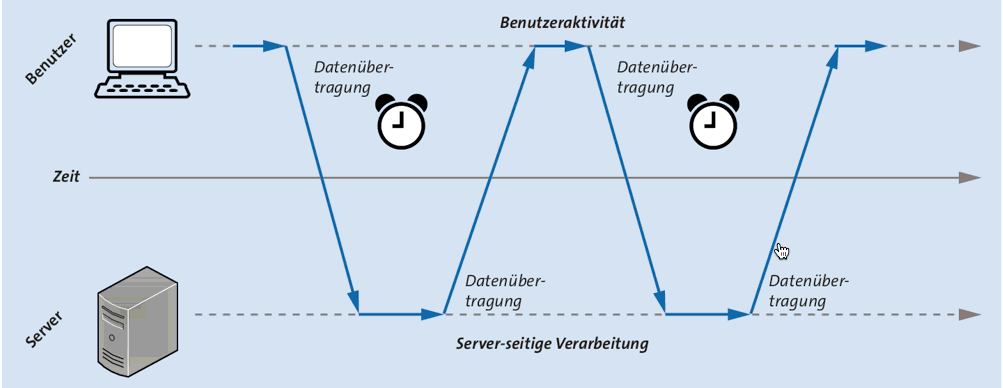 Benutzeraktivität
Benutzer
Datenüber-
tragung
Datenüber-
tragung
Zeit
Datenüber-
tragung
Datenüber-
tragung
Server
Server-seitige Verarbeitung